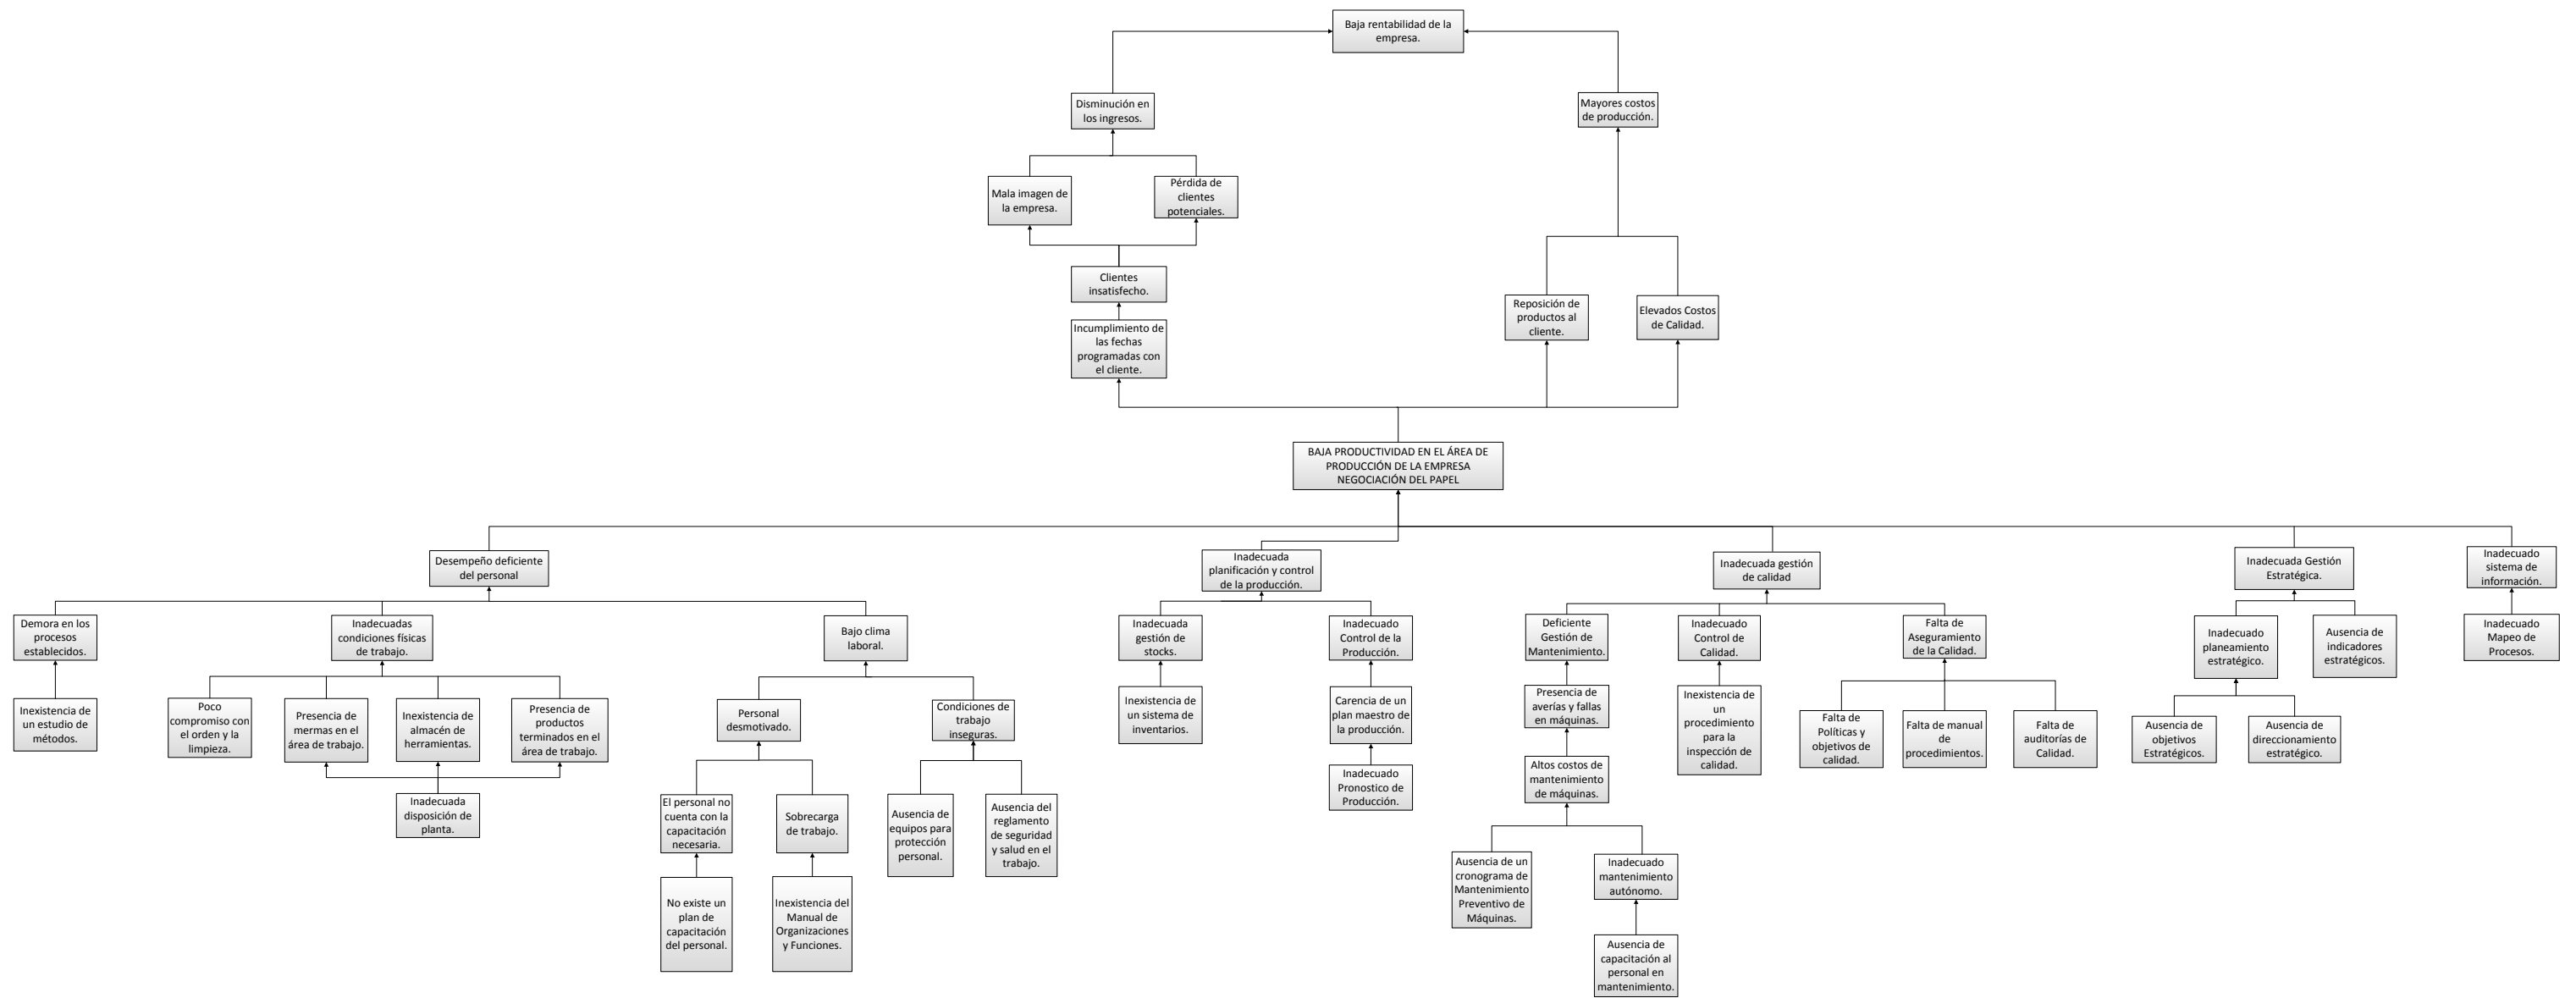 Baja rentabilidad de la
empresa.
Disminución en
los ingresos.
Mayores costos
de producción.
Mala imagen de
la empresa.
Pérdida de
clientes
potenciales.
Clientes
insatisfecho.
Reposición de
productos al
cliente.
Elevados Costos
de Calidad.
Incumplimiento de
las fechas
programadas con
el cliente.
BAJA PRODUCTIVIDAD EN EL ÁREA DE
PRODUCCIÓN DE LA EMPRESA
NEGOCIACIÓN DEL PAPEL
Desempeño deficiente
del personal
Inadecuada
planificación y control
de la producción.
Inadecuada gestión
de calidad
Inadecuada Gestión
Estratégica.
Inadecuado
sistema de
información.
Demora en los
procesos
establecidos.
Inadecuadas
condiciones físicas
de trabajo.
Bajo clima
laboral.
Inadecuada
gestión de
stocks.
Inadecuado
Control de la
Producción.
Deficiente
Gestión de
Mantenimiento.
Inadecuado
Control de
Calidad.
Falta de
Aseguramiento
de la Calidad.
Inadecuado
planeamiento
estratégico.
Ausencia de
indicadores
estratégicos.
Inadecuado
Mapeo de
Procesos.
Inexistencia de
un estudio de
métodos.
Poco
compromiso con
el orden y la
limpieza.
Presencia de
mermas en el
área de trabajo.
Inexistencia de
almacén de
herramientas.
Presencia de
productos
terminados en el
área de trabajo.
Personal
desmotivado.
Condiciones de
trabajo
inseguras.
Inexistencia de
un sistema de
inventarios.
Carencia de un
plan maestro de
la producción.
Presencia de
averías y fallas
en máquinas.
Inexistencia de
un
procedimiento
para la
inspección de
calidad.
Falta de
Políticas y
objetivos de
calidad.
Falta de manual
de
procedimientos.
Falta de
auditorías de
Calidad.
Ausencia de
objetivos
Estratégicos.
Ausencia de
direccionamiento
estratégico.
Inadecuada
disposición de
planta.
El personal no
cuenta con la
capacitación
necesaria.
Sobrecarga
de trabajo.
Ausencia de
equipos para
protección
personal.
Ausencia del
reglamento
de seguridad
y salud en el
trabajo.
Inadecuado
Pronostico de
Producción.
Altos costos de
mantenimiento
de máquinas.
No existe un
plan de
capacitación
del personal.
Inexistencia del
Manual de
Organizaciones
y Funciones.
Ausencia de un
cronograma de
Mantenimiento
Preventivo de
Máquinas.
Inadecuado
mantenimiento
autónomo.
Ausencia de
capacitación al
personal en
mantenimiento.